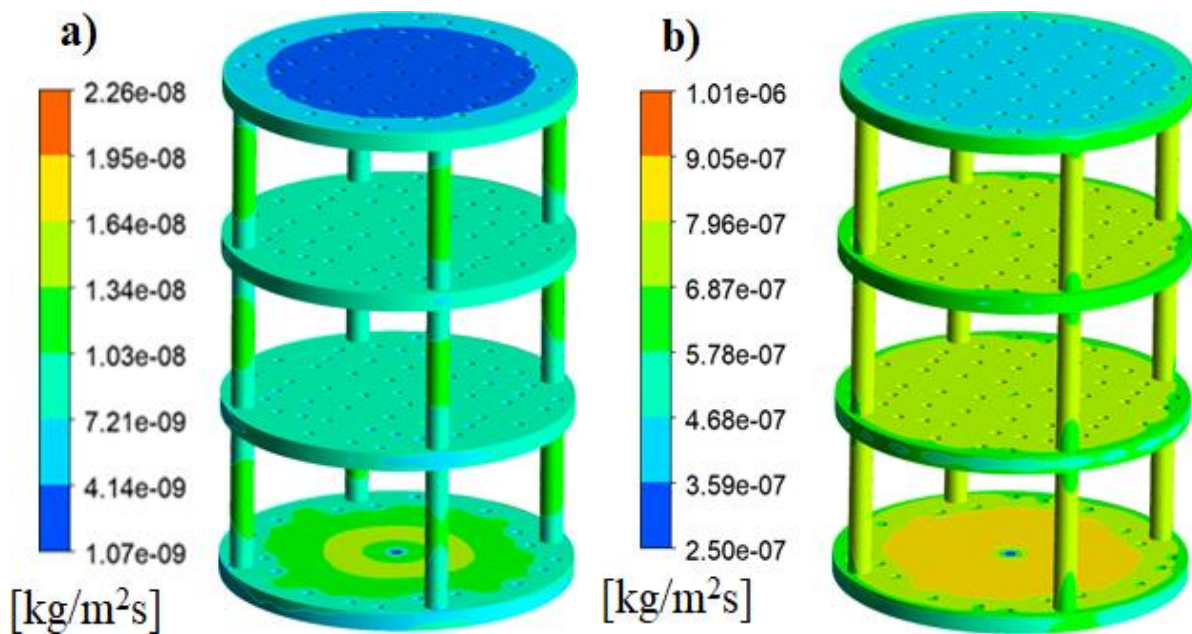 a)
2.26e-08
1.95e-08
1.64e-08
1.34e-08
1.03e-08
7.21e-09
4.14e-09
1.07e-09
[kg/m²s]
b)
1.01e-06
9.05e-07
7.96e-07
6.87e-07
5.78e-07
4.68e-07
3.59e-07
2.50e-07
[kg/m²s]